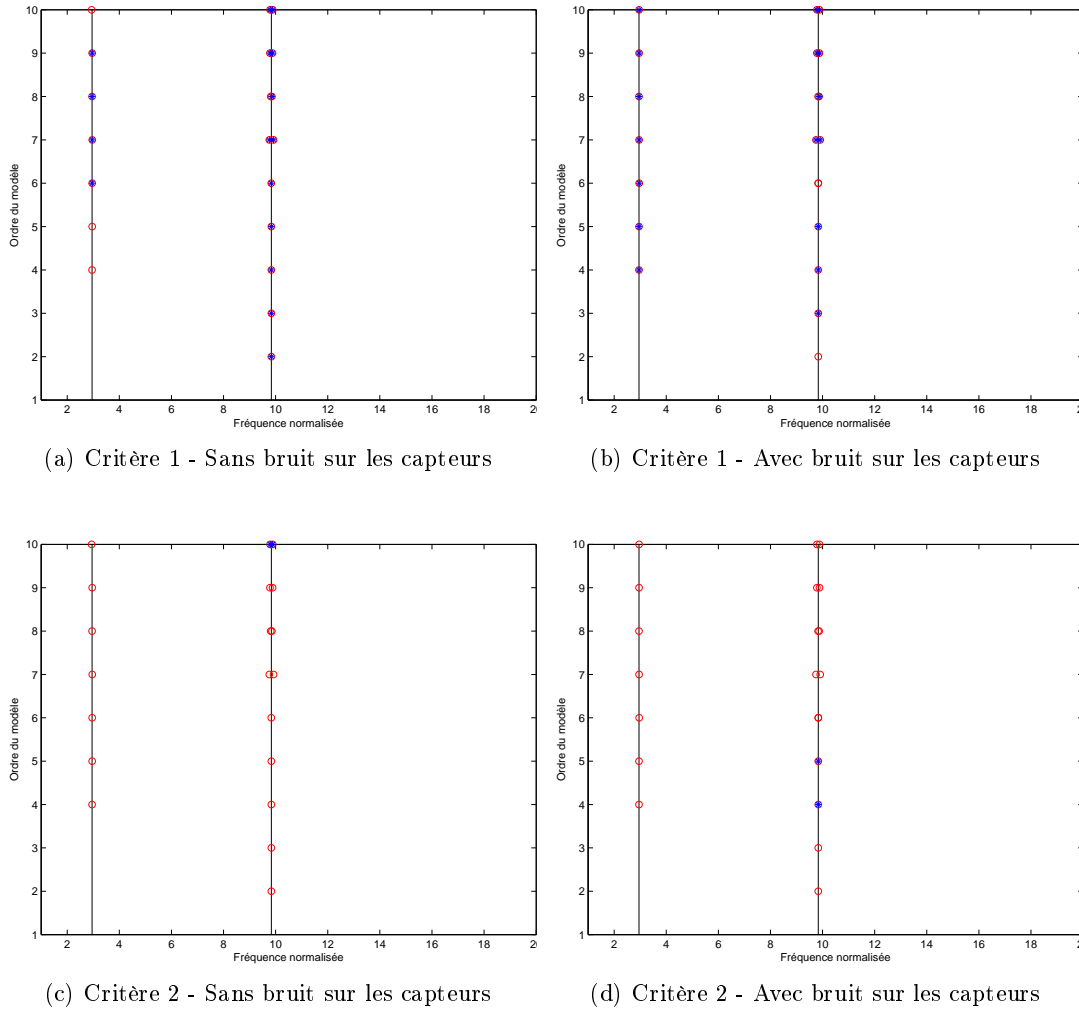 10
9
8
7
6
5
4
3
2
1
Ordre du modèle
2 4 6 8 10 12 14 16 18 20
Fréquence normalisée
(a) Critère 1 - Sans bruit sur les capteurs
10
9
8
7
6
5
4
3
2
1
Ordre du modèle
2 4 6 8 10 12 14 16 18
Fréquence normalisée
(b) Critère 1 - Avec bruit sur les capteurs
10
9
8
7
6
5
4
3
2
1
Ordre du modèle
2 4 6 8 10 12 14 16 18 20
Fréquence normalisée
(c) Critère 2 - Sans bruit sur les capteurs
10
9
8
7
6
5
4
3
2
1
Ordre du modèle
2 4 6 8 10 12 14 16 18
Fréquence normalisée
(d) Critère 2 - Avec bruit sur les capteurs